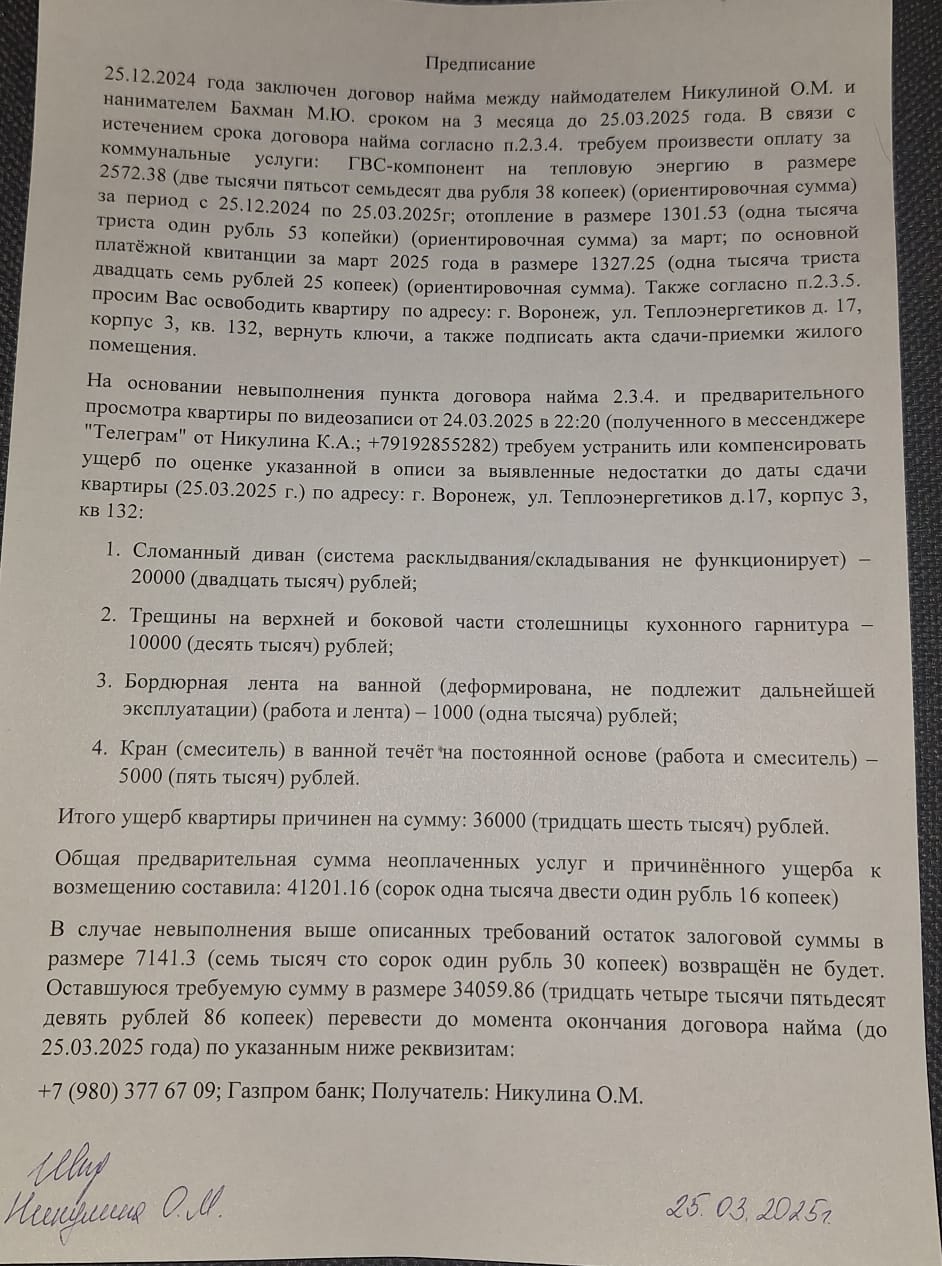 Предписание
25.12.2024 года заключен договор найма между наймодателем Никулиной О.М. и
нанимателем Бахман М.Ю. сроком на 3 месяца до 25.03.2025 года. В связи с
истечением срока договора найма согласно п.2.3.4. требуем произвести оплату за
коммунальные услуги: ГВС-компонент на тепловую энергию в размере
2572.38 (две тысячи пятьсот семьдесят два рубля 38 копеек) (ориентировочная сумма)
за период с 25.12.2024 по 25.03.2025г; отопление в размере 1301.53 (одна тысяча
триста один рубль 53 копейки) (ориентировочная сумма) за март; по основной
платёжной квитанции за март 2025 года в размере 1327.25 (одна тысяча триста
двадцать семь рублей 25 копеек) (ориентировочная сумма). Также согласно п.2.3.5.
просим Вас освободить квартиру по адресу: г. Воронеж, ул. Теплоэнергетиков д. 17,
корпус 3, кв. 132, вернуть ключи, а также подписать акта сдачи-приемки жилого
помещения.
На основании невыполнения пункта договора найма 2.3.4. и предварительного
просмотра квартиры по видеозаписи от 24.03.2025 в 22:20 (полученного в мессенджере
"Телеграм" от Никулина К.А.; +79192855282) требуем устранить или компенсировать
ущерб по оценке указанной в описи за выявленные недостатки до даты сдачи
квартиры (25.03.2025 г.) по адресу: г. Воронеж, ул. Теплоэнергетиков д.17, корпус 3,
кв 132:
1. Сломанный диван (система расклыдвания/складывания не функционирует) –
20000 (двадцать тысяч) рублей;
2. Трещины на верхней и боковой части столешницы кухонного гарнитура –
10000 (десять тысяч) рублей;
3. Бордюрная лента на ванной (деформирована, не подлежит дальнейшей
эксплуатации) (работа и лента) – 1000 (одна тысяча) рублей;
4. Кран (смеситель) в ванной течёт на постоянной основе (работа и смеситель) –
5000 (пять тысяч) рублей.
Итого ущерб квартиры причинен на сумму: 36000 (тридцать шесть тысяч) рублей.
Общая предварительная сумма неоплаченных услуг и причинённого ущерба к
возмещению составила: 41201.16 (сорок одна тысяча двести один рубль 16 копеек)
В случае невыполнения выше описанных требований остаток залоговой суммы в
размере 7141.3 (семь тысяч сто сорок один рубль 30 копеек) возвращён не будет.
Оставшуюся требуемую сумму в размере 34059.86 (тридцать четыре тысячи пятьдесят
девять рублей 86 копеек) перевести до момента окончания договора найма (до
25.03.2025 года) по указанным ниже реквизитам:
+7 (980) 377 67 09; Газпром банк; Получатель: Никулина О.М.
Никулина О.М.
25.03.2025г.